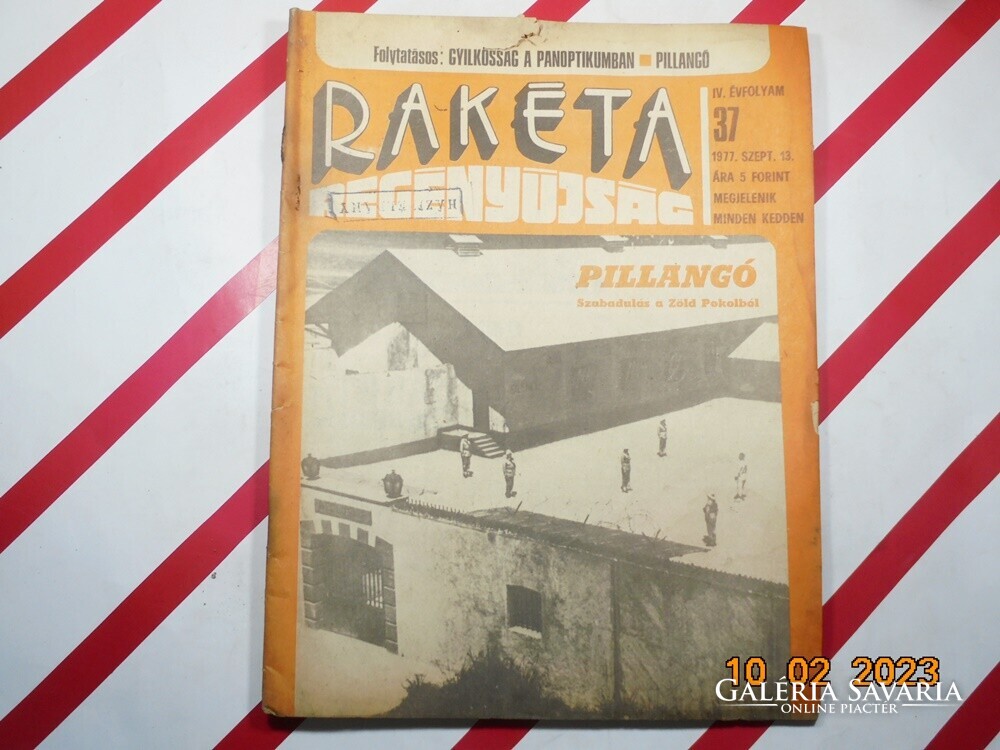 Folytatásos: GYILKOSSÁG A PANOPTIKUMBAN ■ PILLANGÓ
RAKÉTA
REGÉNYÚJSÁG
IV. ÉVFOLYAM
37
1977. SZEPT. 13.
ÁRA 5 FORINT
MEGJELENIK
MINDEN KEDDEN
PILLANGÓ
Szabadulás a Zöld Pokolból
10 02 2023
GALÉRIA SAVARIA
ONLINE PIACTÉR